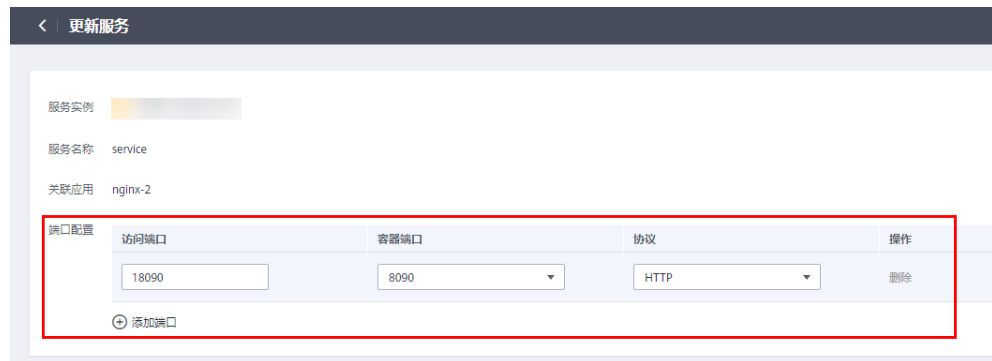 更新服务
服务实例
服务名称 service
关联应用 nginx-2
端口配置
访问端口 容器端口 协议 操作
18090 8090 HTTP 删除
添加端口